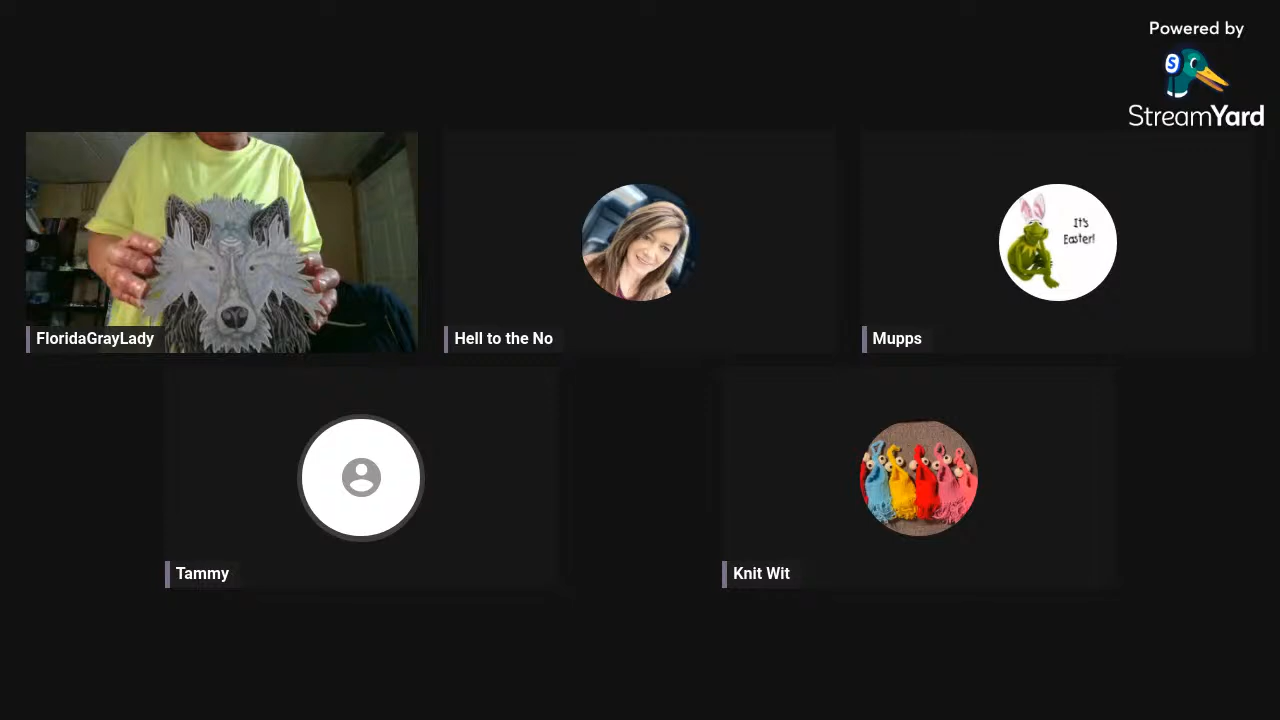 Powered by
StreamYard
FloridaGrayLady
Hell to the No
It's
Easter!
Mupps
Tammy
Knit Wit